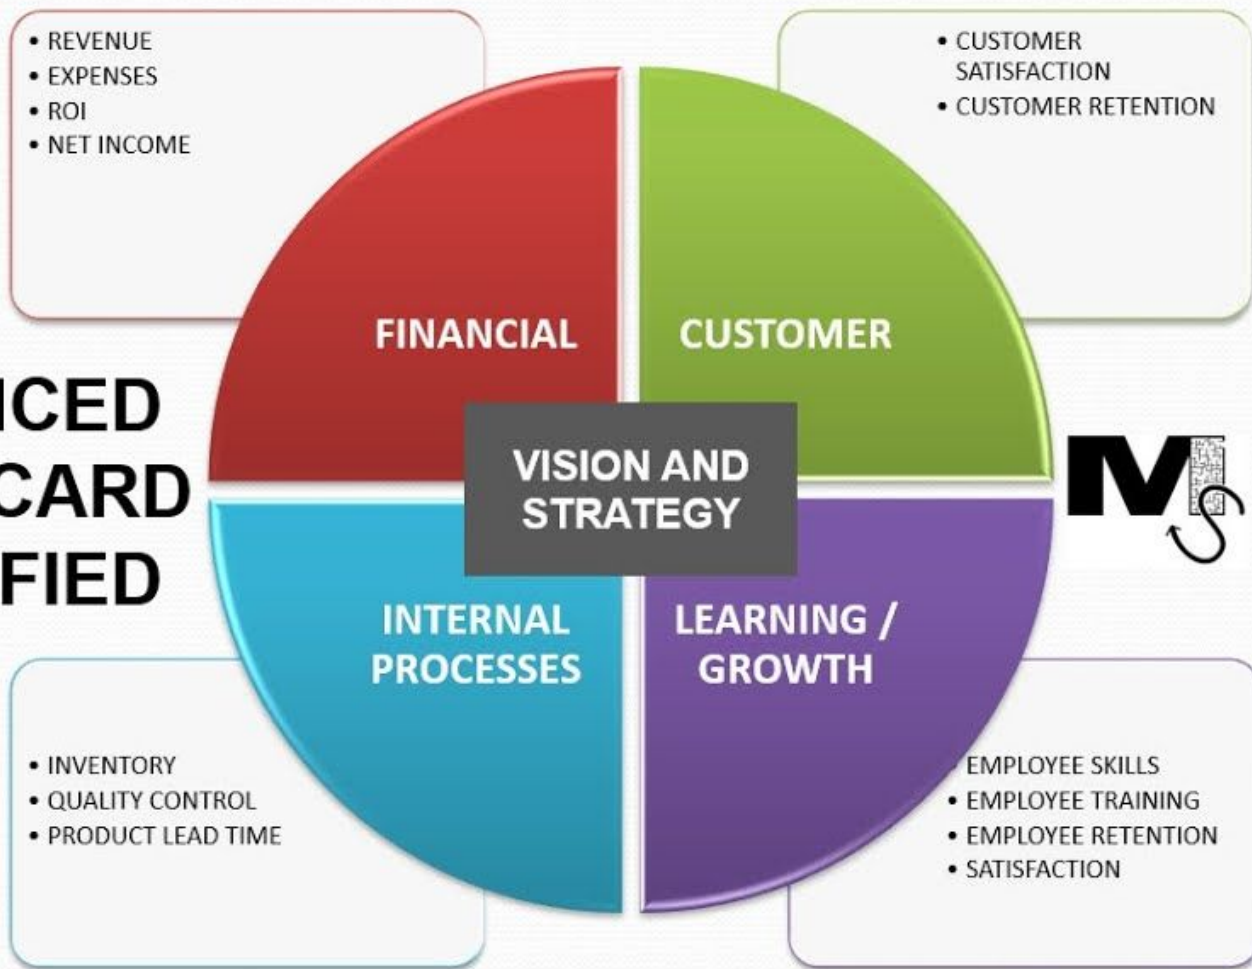 • REVENUE
• EXPENSES
• ROI
• NET INCOME
• CUSTOMER
SATISFACTION
• CUSTOMER RETENTION
FINANCIAL
CUSTOMER
NCED
CARD
FIED
VISION AND
STRATEGY
M
S
INTERNAL
PROCESSES
LEARNING /
GROWTH
• INVENTORY
• QUALITY CONTROL
• PRODUCT LEAD TIME
• EMPLOYEE SKILLS
• EMPLOYEE TRAINING
• EMPLOYEE RETENTION
• SATISFACTION